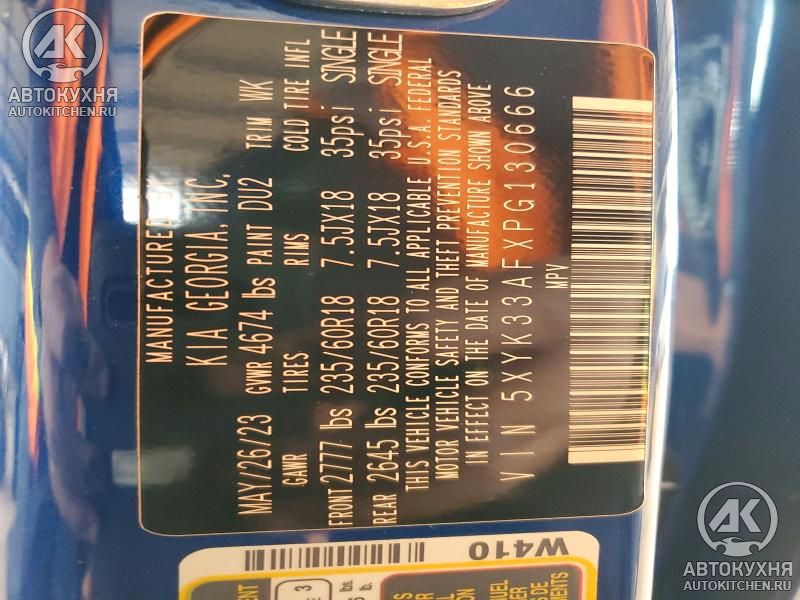 MANUFACTURED BY
KIA GEORGIA, INC.
MAY/26/23 GVWR 4674 lbs PAINT DU2 TRIM WK
GAWR TIRES RIMS COLD TIRE INFL
FRONT 2777 lbs 235/60R18 7.5JX18 35psi SINGLE
REAR 2645 lbs 235/60R18 7.5JX18 35psi SINGLE
THIS VEHICLE CONFORMS TO ALL APPLICABLE U.S.A. FEDERAL
MOTOR VEHICLE SAFETY AND THEFT PREVENTION STANDARDS
IN EFFECT ON THE DATE OF MANUFACTURE SHOWN ABOVE
VIN 5XYK33AFXPG130666
MPV
W410
AK
АВТОКУХНЯ
AUTOKITCHEN.RU
AK
АВТОКУХНЯ
AUTOKITCHEN.RU